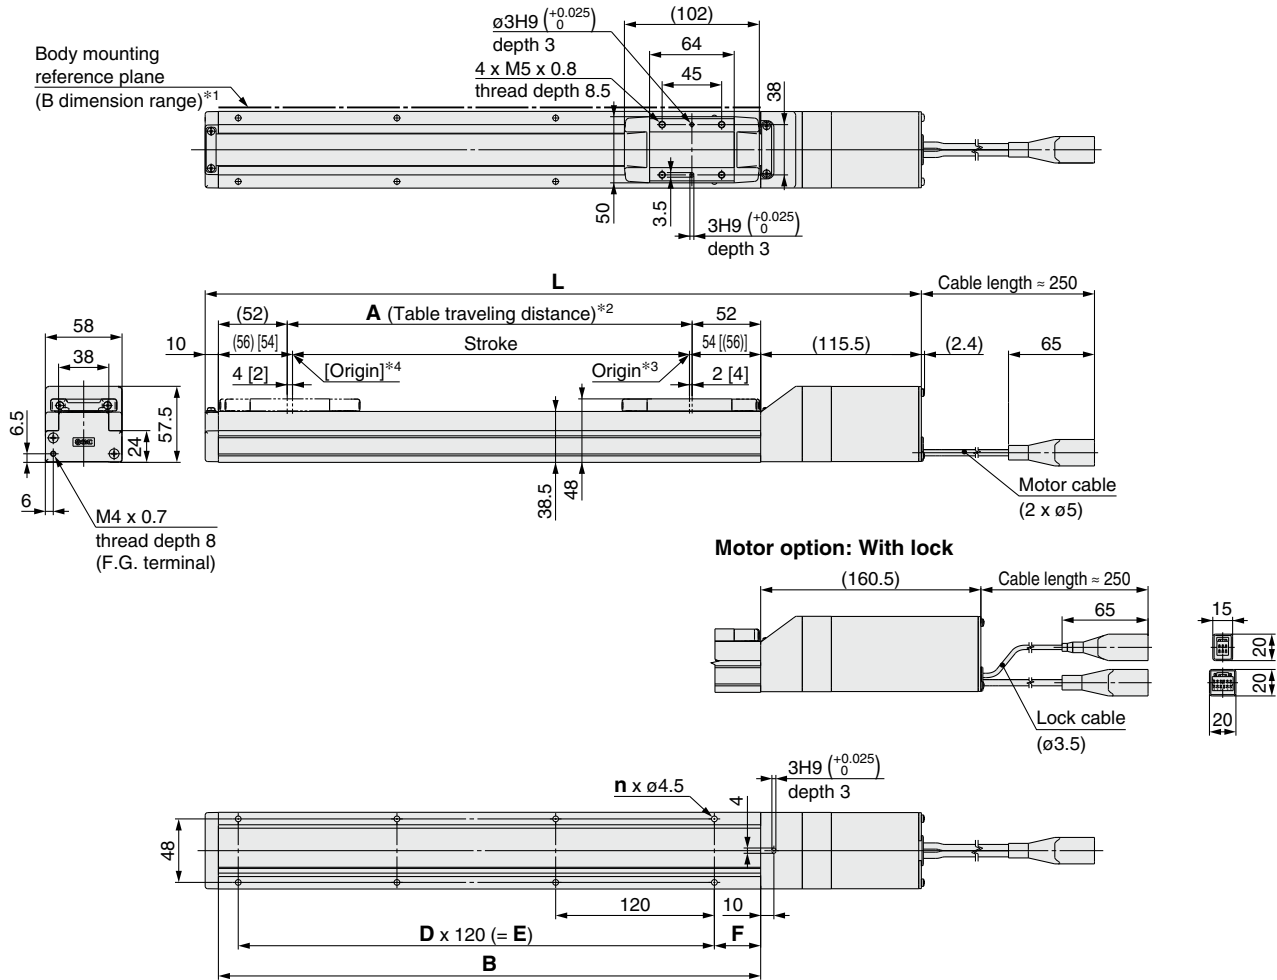 ø3H9 (+0.025 0)
depth 3
(102)
64
45
4 x M5 x 0.8
thread depth 8.5
38
Body mounting
reference plane
(B dimension range)*1
50
3.5
3H9 (+0.025 0)
depth 3
L
Cable length ≈ 250
(52)
A (Table traveling distance)*2
52
58
10
(56) [54]
Stroke
54 [(56)]
(115.5)
(2.4)
65
38
4 [2]
[Origin]*4
Origin*3
2 [4]
6.5
24
57.5
SMC
38.5
48
6
M4 x 0.7
thread depth 8
(F.G. terminal)
Motor cable
(2 x ø5)
Motor option: With lock
(160.5)
Cable length ≈ 250
65
15
20
20
20
Lock cable
(ø3.5)
3H9 (+0.025 0)
depth 3
n x ø4.5
4
48
120
10
D x 120 (= E)
F
B